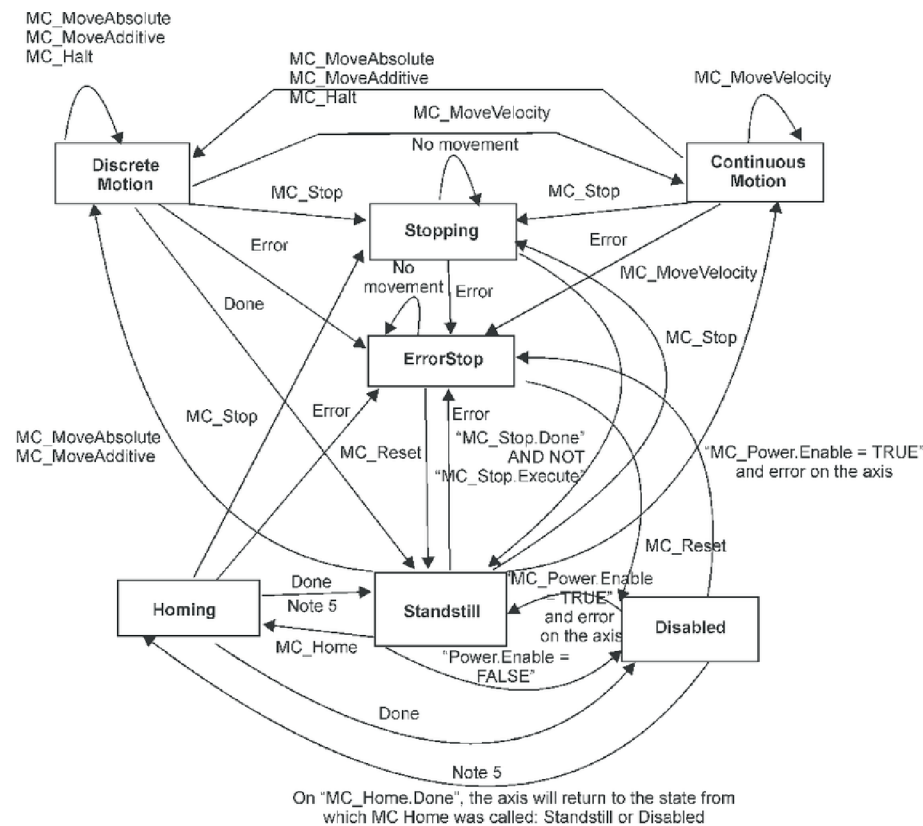 MC_MoveAbsolute
MC_MoveAdditive
MC_Halt
MC_MoveAbsolute
MC_MoveAdditive
MC_Halt
MC_MoveVelocity
MC_MoveVelocity
No movement
Discrete
Motion
Continuous
Motion
MC_Stop
MC_Stop
Stopping
Error
Error
No
movement
Error
MC_MoveVelocity
Done
MC_Stop
ErrorStop
MC_Stop
Error
Error
MC_MoveAbsolute
MC_MoveAdditive
MC_Reset
"MC_Stop.Done"
AND NOT
"MC_Stop.Execute"
"MC_Power.Enable = TRUE"
and error on the axis
MC_Reset
Homing
Done
Note 5
Standstill
"MC_Power.Enable
= TRUE"
and error
on the axis
Disabled
MC_Home
"Power.Enable =
FALSE"
Done
Note 5
On "MC_Home.Done", the axis will return to the state from
which MC Home was called: Standstill or Disabled